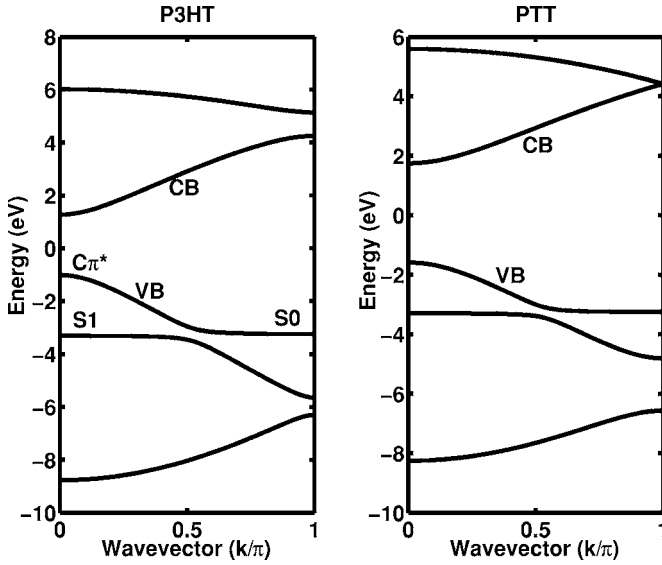 P3HT
8
6
4
2
0
−2
−4
−6
−8
−10
Energy (eV)
CB
Cπ*
VB
S1
S0
0
0.5
1
Wavevector (k/π)
PTT
6
4
2
0
−2
−4
−6
−8
−10
Energy (eV)
CB
VB
0
0.5
1
Wavevector (k/π)